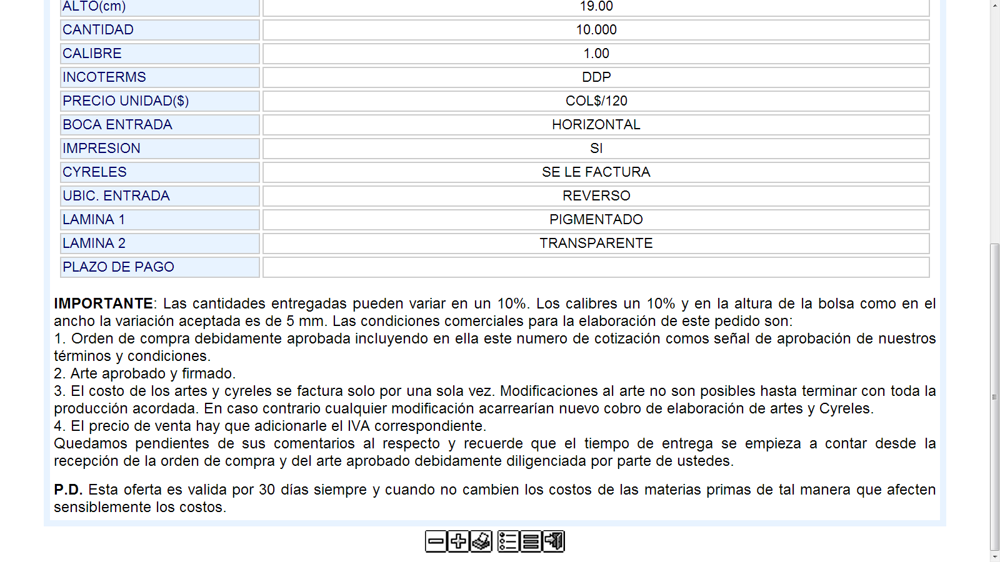 ALTO(cm) 19.00
CANTIDAD 10.000
CALIBRE 1.00
INCOTERMS DDP
PRECIO UNIDAD($) COL$/120
BOCA ENTRADA HORIZONTAL
IMPRESION SI
CYRELES SE LE FACTURA
UBIC. ENTRADA REVERSO
LAMINA 1 PIGMENTADO
LAMINA 2 TRANSPARENTE
PLAZO DE PAGO
IMPORTANTE: Las cantidades entregadas pueden variar en un 10%. Los calibres un 10% y en la altura de la bolsa como en el
ancho la variación aceptada es de 5 mm. Las condiciones comerciales para la elaboración de este pedido son:
1. Orden de compra debidamente aprobada incluyendo en ella este numero de cotización comos señal de aprobación de nuestros
términos y condiciones.
2. Arte aprobado y firmado.
3. El costo de los artes y cyreles se factura solo por una sola vez. Modificaciones al arte no son posibles hasta terminar con toda la
producción acordada. En caso contrario cualquier modificación acarrearían nuevo cobro de elaboración de artes y Cyreles.
4. El precio de venta hay que adicionarle el IVA correspondiente.
Quedamos pendientes de sus comentarios al respecto y recuerde que el tiempo de entrega se empieza a contar desde la
recepción de la orden de compra y del arte aprobado debidamente diligenciada por parte de ustedes.
P.D. Esta oferta es valida por 30 días siempre y cuando no cambien los costos de las materias primas de tal manera que afecten
sensiblemente los costos.